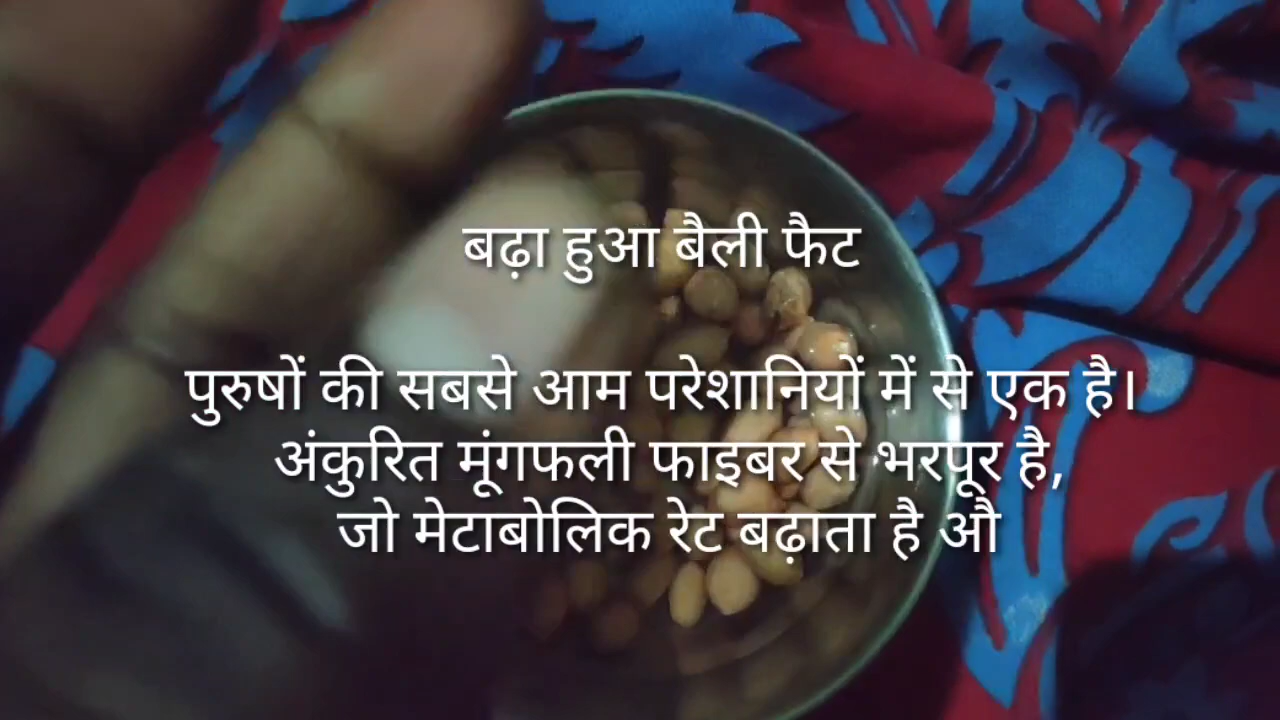 बढ़ा हुआ बैली फैट
पुरुषों की सबसे आम परेशानियों में से एक है।
अंकुरित मूंगफली फाइबर से भरपूर है,
जो मेटाबोलिक रेट बढ़ाता है औ